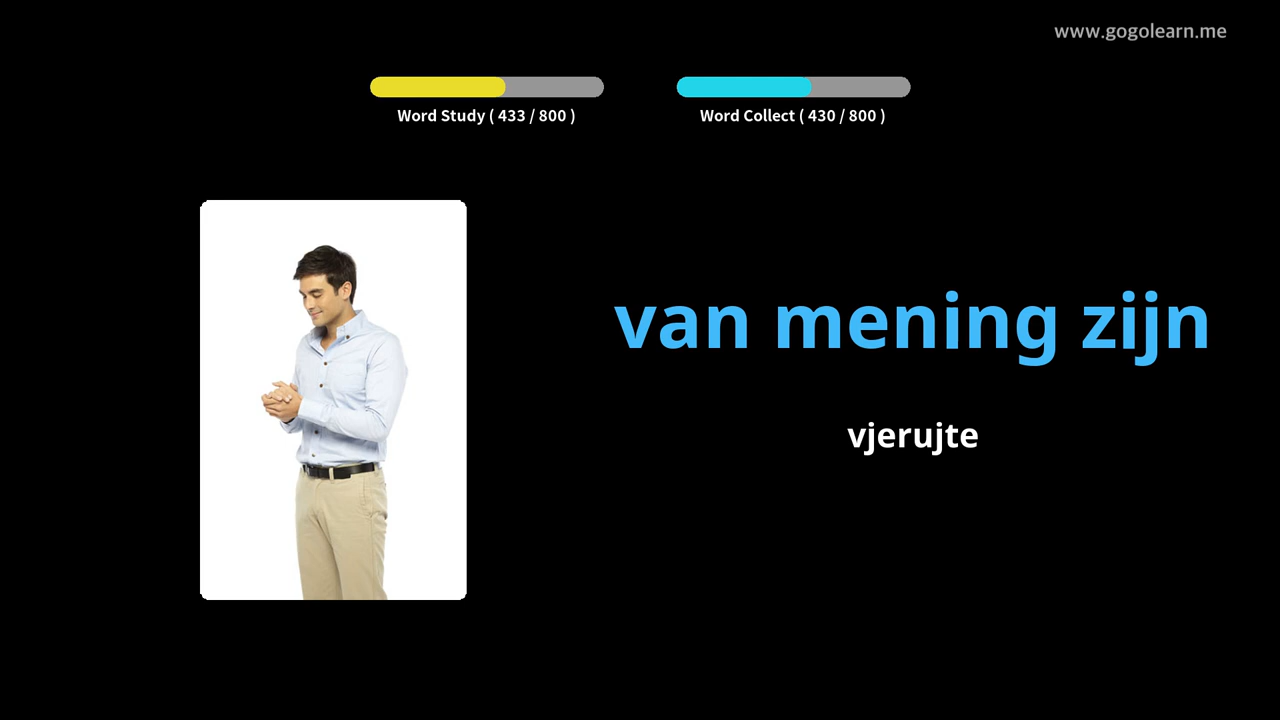 www.gogolearn.me
Word Study ( 433 / 800 )
Word Collect ( 430 / 800 )
van mening zijn
vjerujte